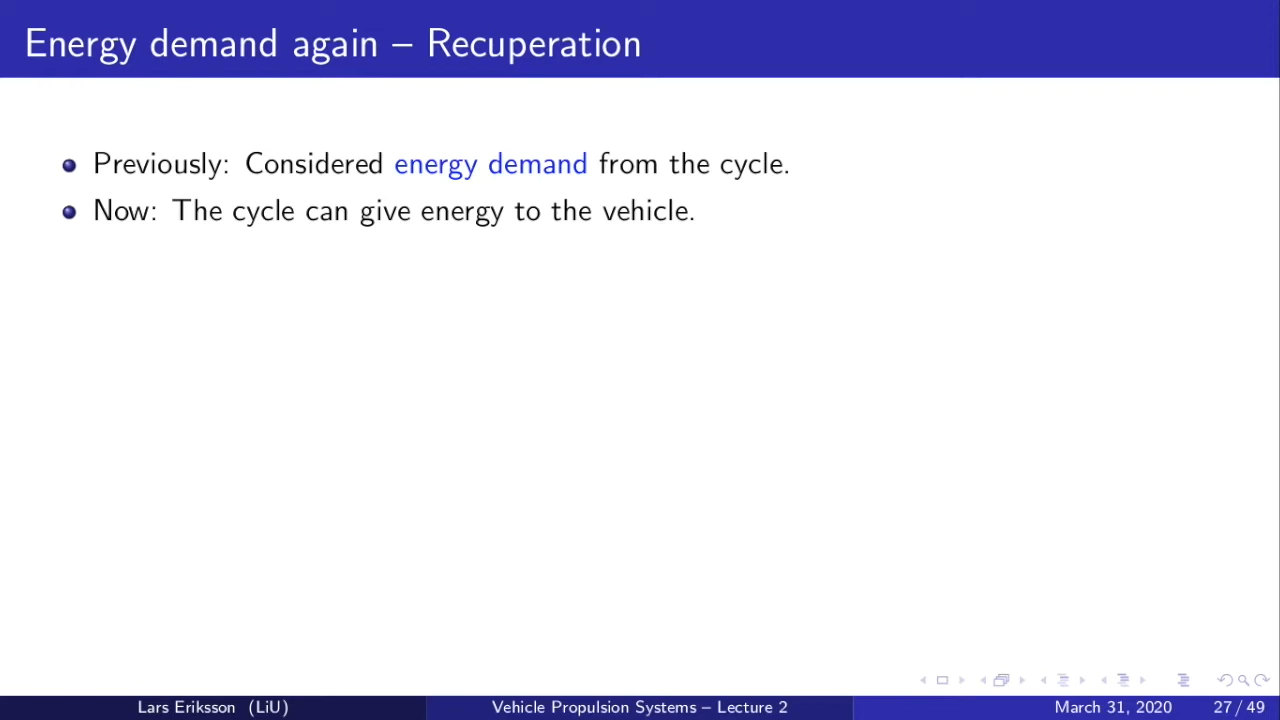 Energy demand again – Recuperation
Previously: Considered energy demand from the cycle.
Now: The cycle can give energy to the vehicle.
Lars Eriksson (LiU)
Vehicle Propulsion Systems – Lecture 2
March 31, 2020
27 / 49